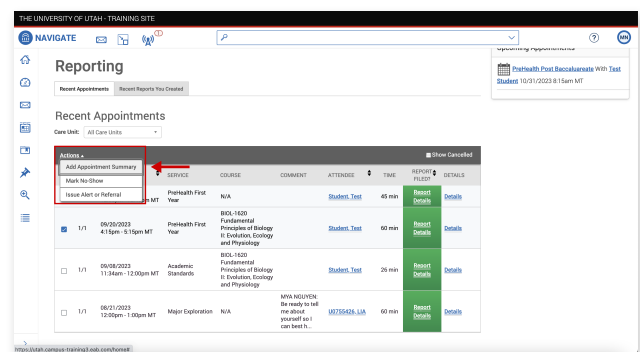 THE UNIVERSITY OF UTAH - TRAINING SITE
NAVIGATE
?
MN
Upcoming Appointments
PreHealth Post Baccalaureate With Test
Student 10/31/2023 8:15am MT
Reporting
Recent Appointments Recent Reports You Created
Recent Appointments
Care Unit: All Care Units
Actions
Show Cancelled
Add Appointment Summary
Mark No-Show
Issue Alert or Referral
SERVICE COURSE COMMENT ATTENDEE TIME REPORT FILED? DETAILS
PreHealth First Year N/A Student, Test 45 min Report Details Details
pm MT
1/1 09/20/2023 4:15pm - 5:15pm MT PreHealth First Year
BIOL-1620
Fundamental
Principles of Biology
II: Evolution, Ecology
and Physiology
Student, Test 60 min Report Details Details
1/1 09/08/2023 11:34am - 12:00pm MT Academic Standards
BIOL-1620
Fundamental
Principles of Biology
II: Evolution, Ecology
and Physiology
Student, Test 26 min Report Details Details
1/1 08/21/2023 12:00pm - 1:00pm MT Major Exploration N/A
MYA NGUYEN:
Be ready to tell
me about
yourself so I
can best h...
U0755426, LIA 60 min Report Details Details
https://utah.campus-training3.eab.com/home#